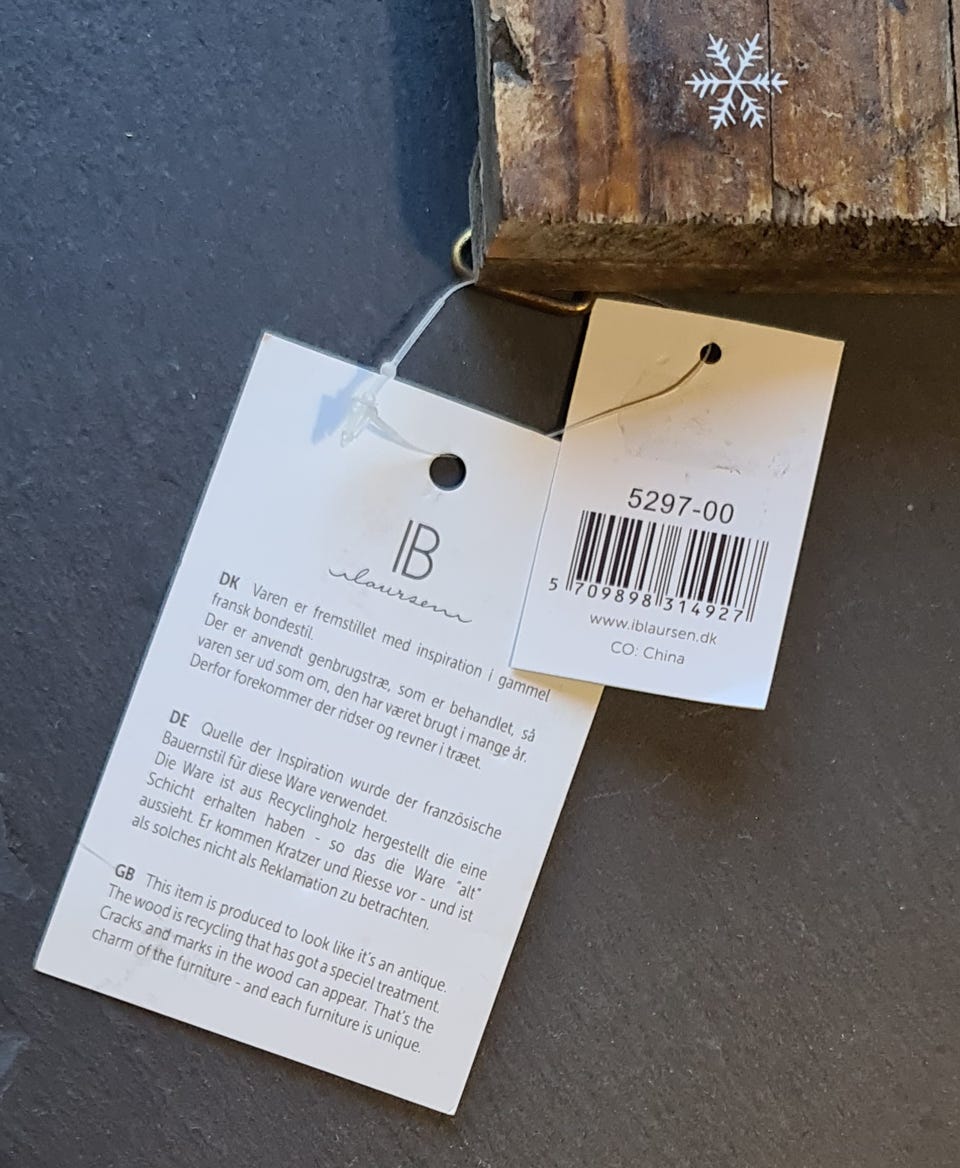 5297-00
5 709898 314927
www.iblaursen.dk
CO: China
IB
iblaursen
DK Varen er fremstillet med inspiration i gammel
fransk bondestil.
Der er anvendt genbrugstræ, som er behandlet, så
varen ser ud som om, den har været brugt i mange år.
Derfor forekommer der ridser og revner i træet.
DE Quelle der Inspiration wurde der französische
Bauernstil für diese Ware verwendet.
Die Ware ist aus Recyclingholz hergestellt die eine
Schicht erhalten haben - so das die Ware "alt"
aussieht. Er kommen Kratzer und Riesse vor - und ist
als solches nicht als Reklamation zu betrachten.
GB This item is produced to look like it's an antique.
The wood is recycling that has got a speciel treatment.
Cracks and marks in the wood can appear. That's the
charm of the furniture - and each furniture is unique.